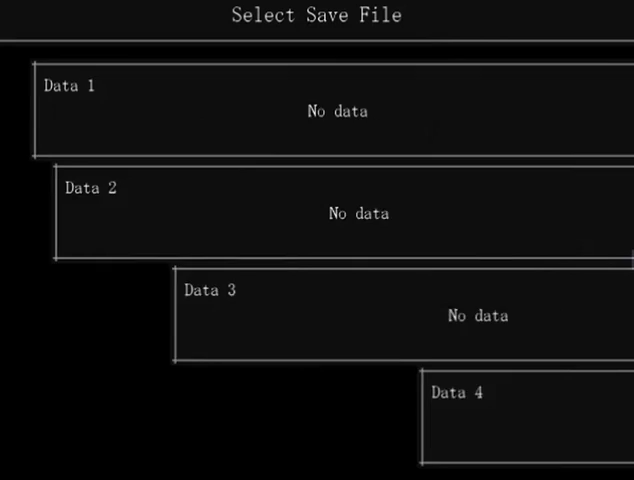 Select Save File
Data 1
No data
Data 2
No data
Data 3
No data
Data 4